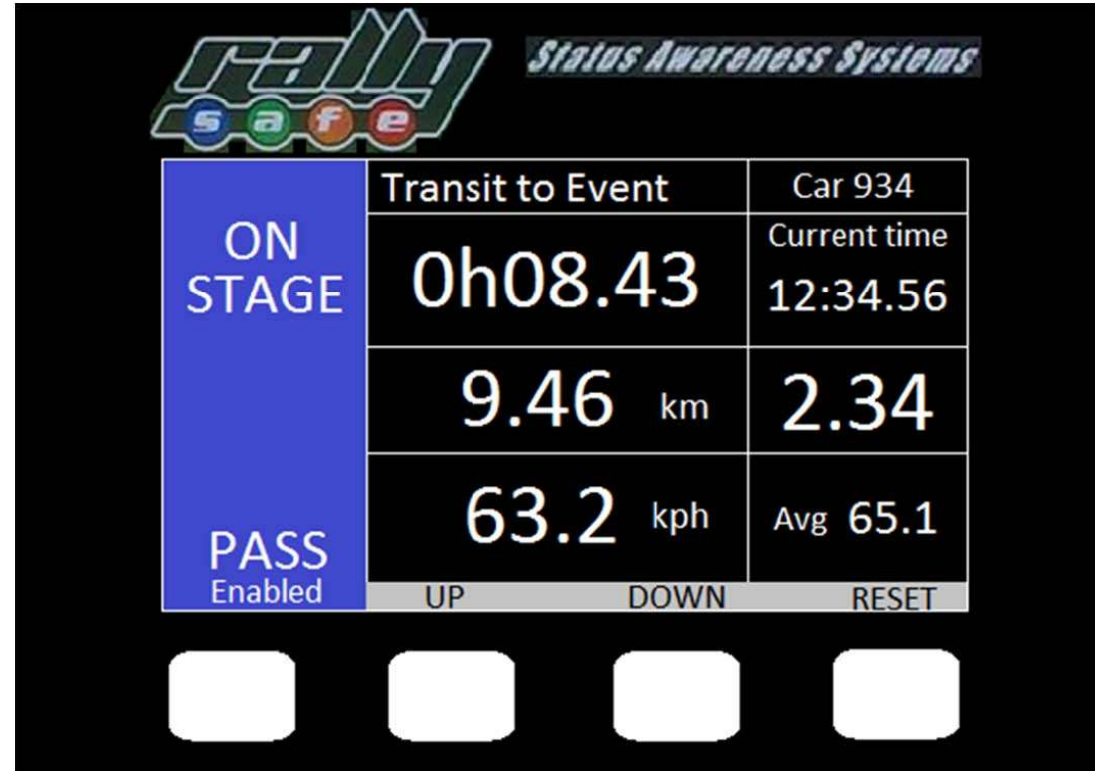 rally
safe
Status Awareness Systems
ON
STAGE
PASS
Enabled
Transit to Event
Car 934
0h08.43
Current time
12:34.56
9.46 km
2.34
63.2 kph
Avg 65.1
UP DOWN RESET